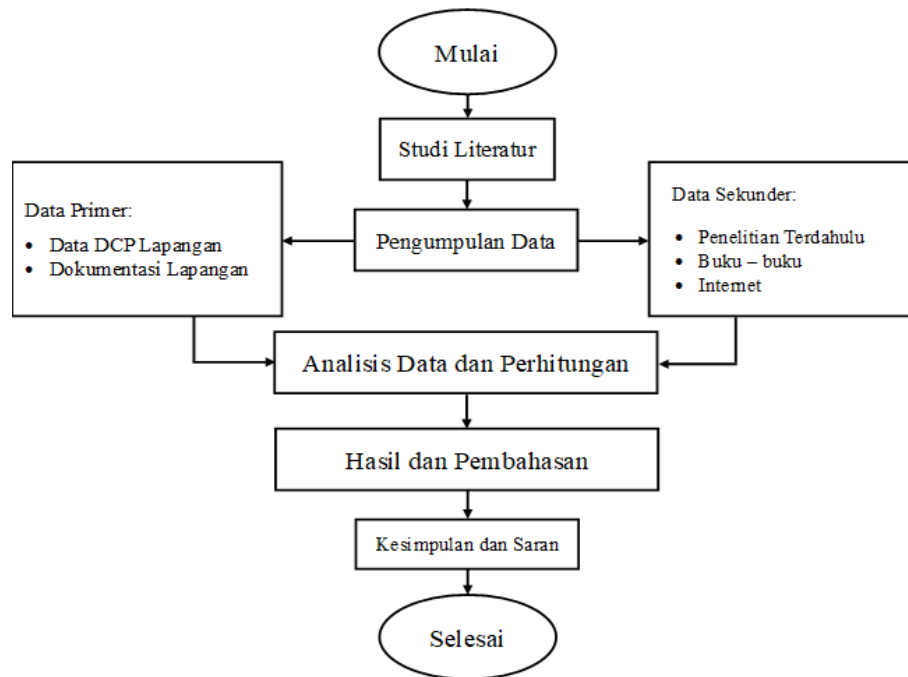 Mulai
Studi Literatur
Pengumpulan Data
Data Primer:
• Data DCP Lapangan
• Dokumentasi Lapangan
Data Sekunder:
• Penelitian Terdahulu
• Buku – buku
• Internet
Analisis Data dan Perhitungan
Hasil dan Pembahasan
Kesimpulan dan Saran
Selesai